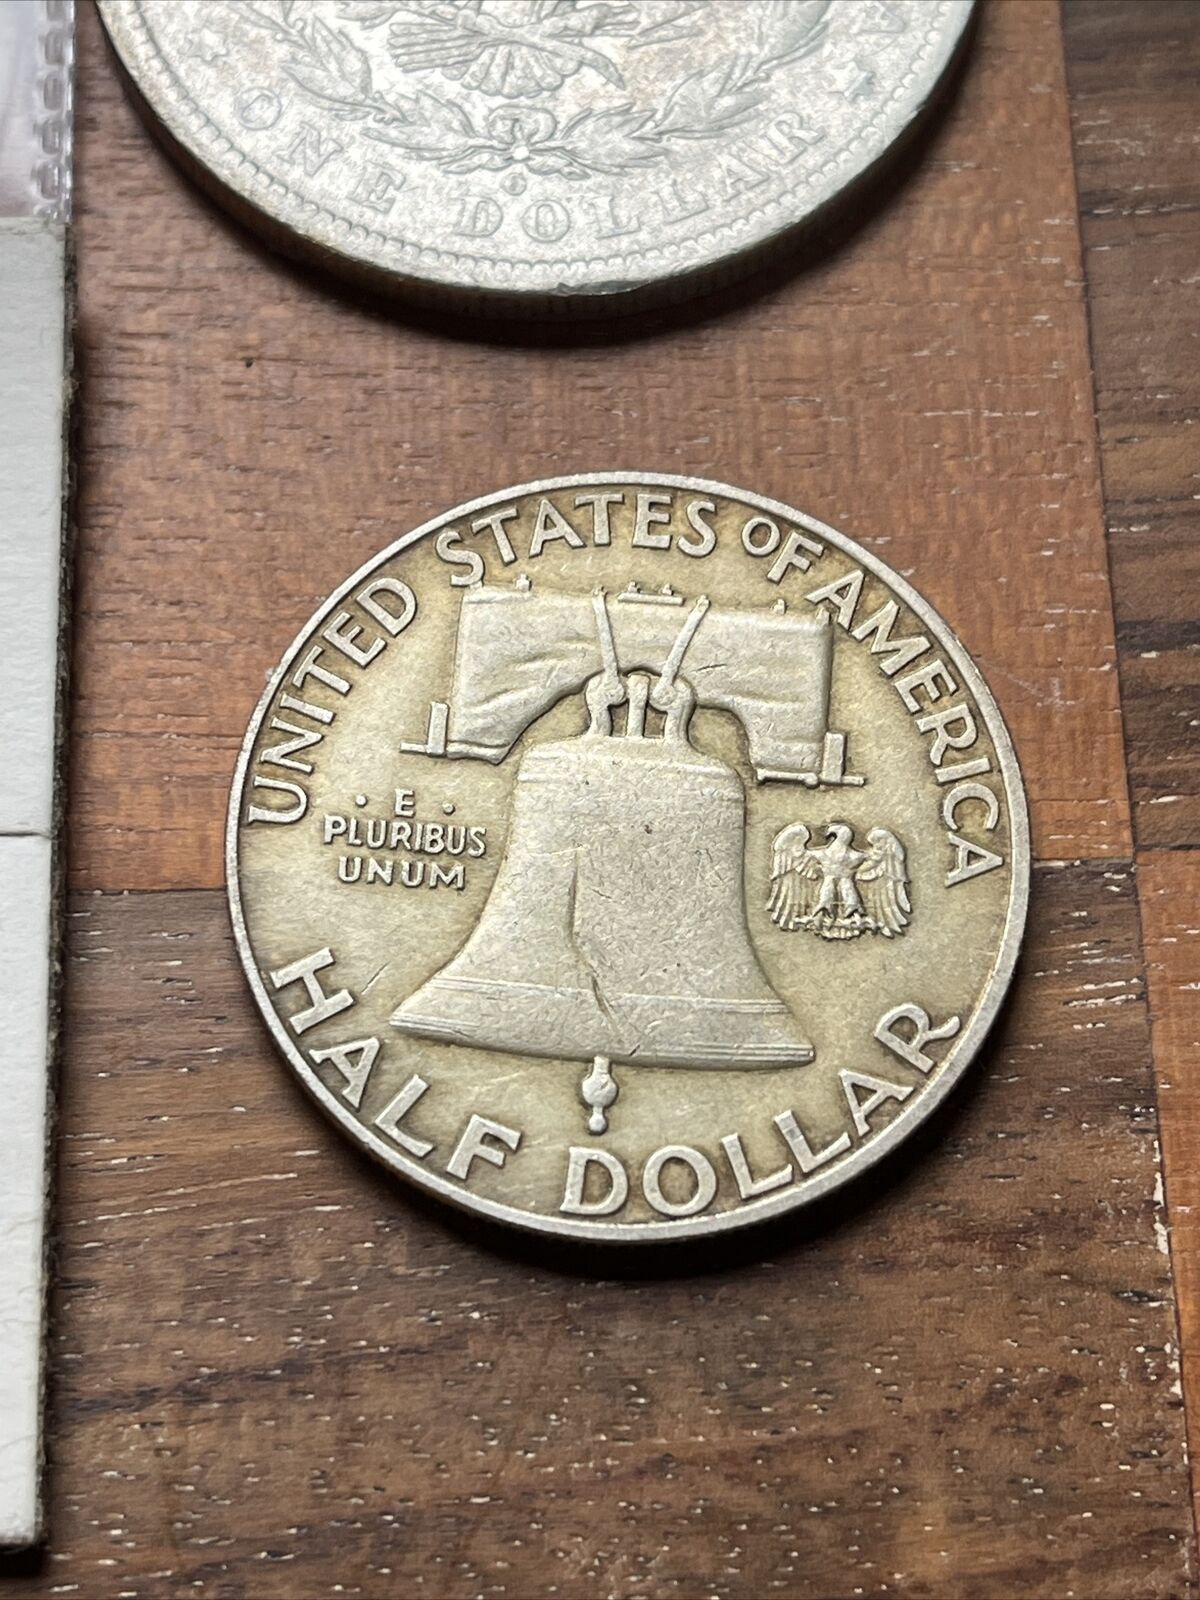 ONE DOLLAR
O
UNITED STATES OF AMERICA
· E ·
PLURIBUS
UNUM
HALF DOLLAR